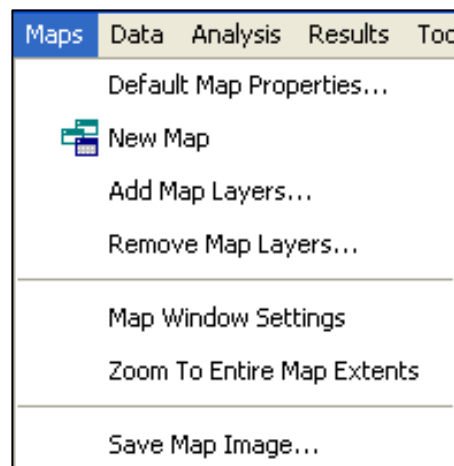 Maps Data Analysis Results Too
Default Map Properties...
New Map
Add Map Layers...
Remove Map Layers...
Map Window Settings
Zoom To Entire Map Extents
Save Map Image...